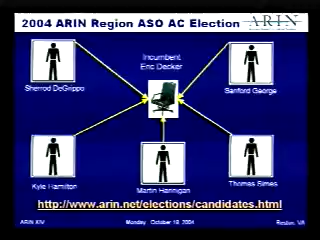 2004 ARIN Region ASO AC Election
ARIN
Incumbent
Eric Decker
Sherrod DeGrippo
Sanford George
Kyle Hamilton
Martin Hannigan
Thomas Simes
http://www.arin.net/elections/candidates.html
ARIN XIV
Monday October 18, 2004
Reston, VA